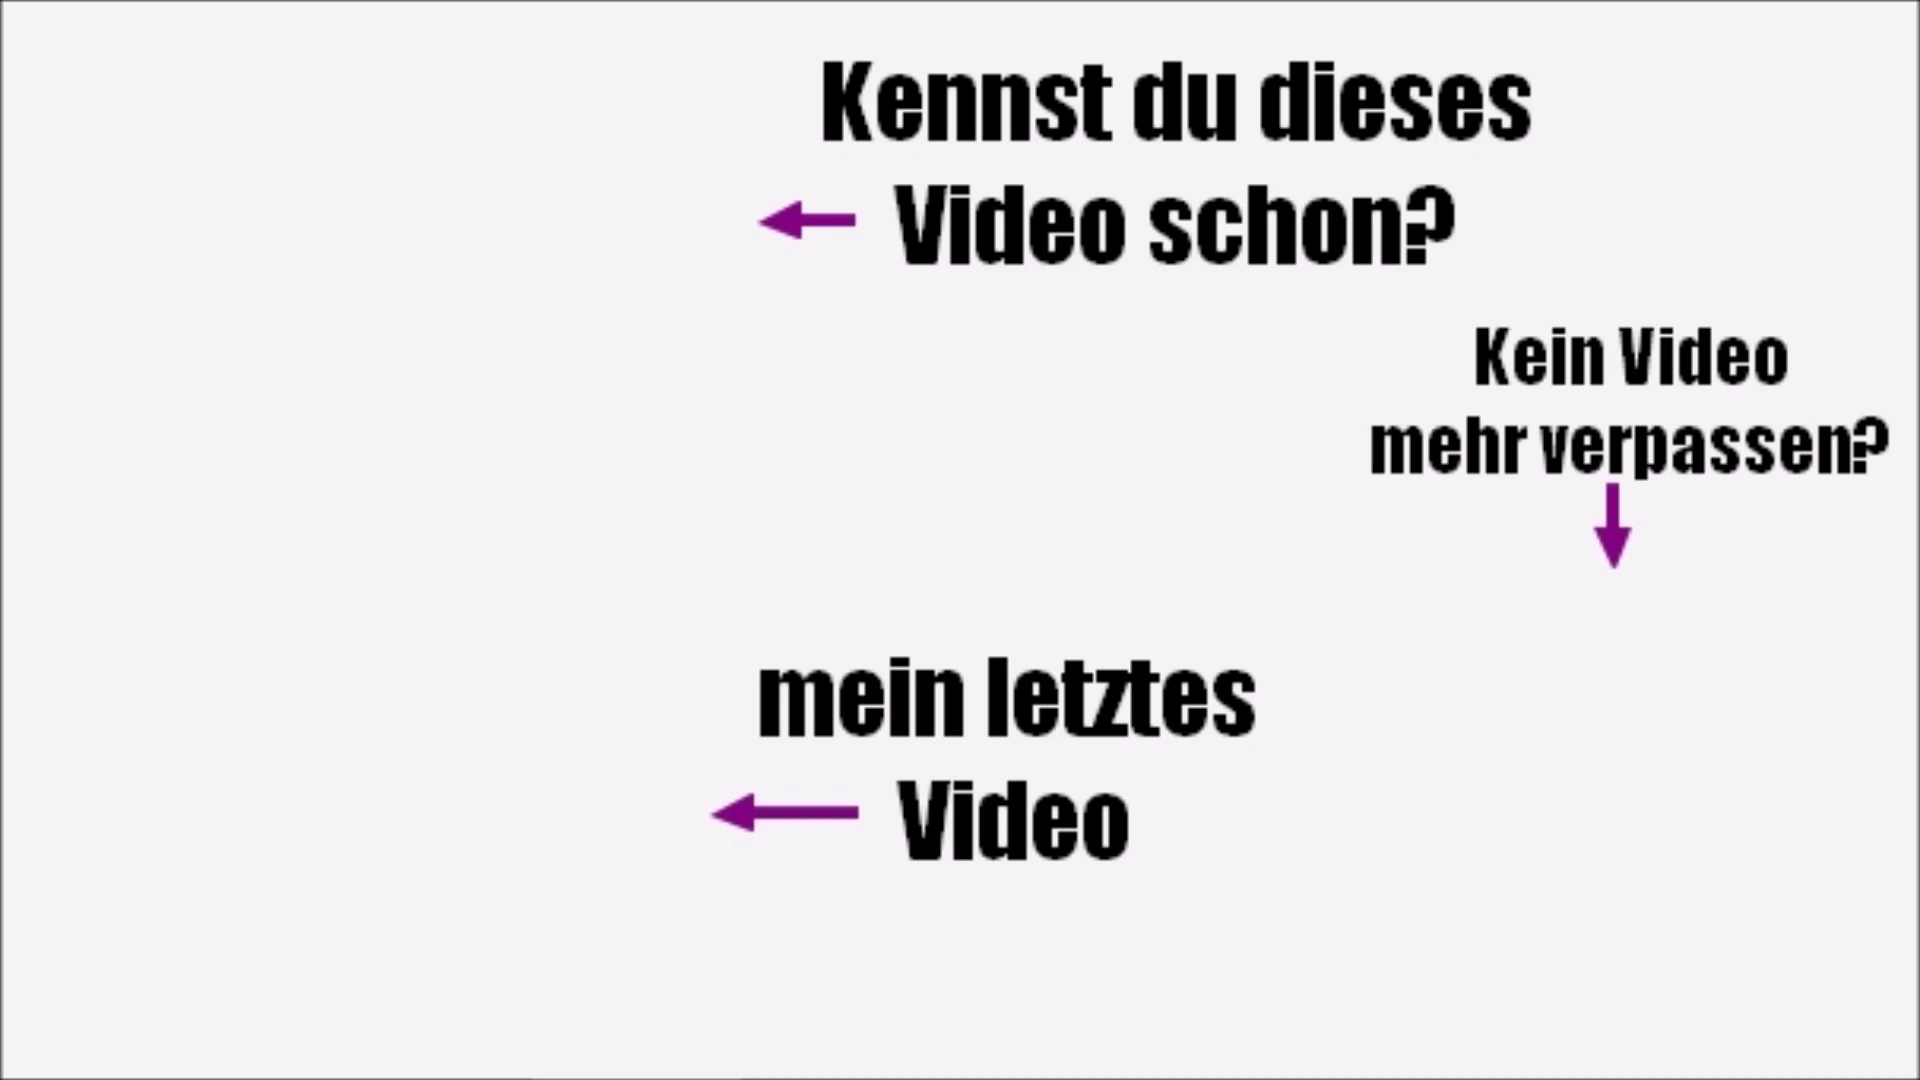 Kennst du dieses
Video schon?
Kein Video
mehr verpassen?
mein letztes
Video